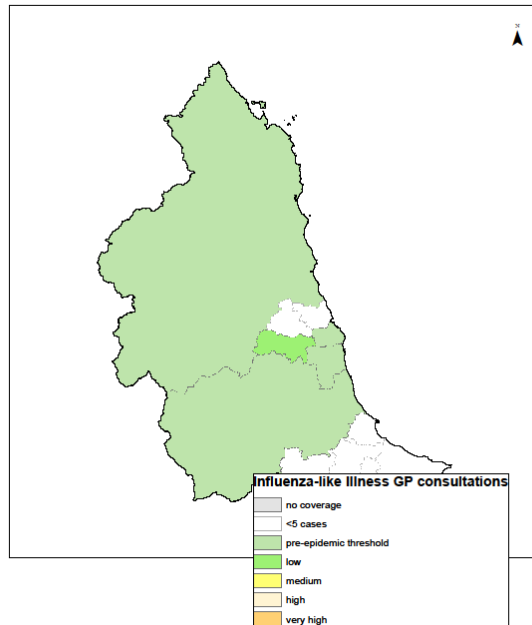 Influenza-like Illness GP consultations
no coverage
<5 cases
pre-epidemic threshold
low
medium
high
very high